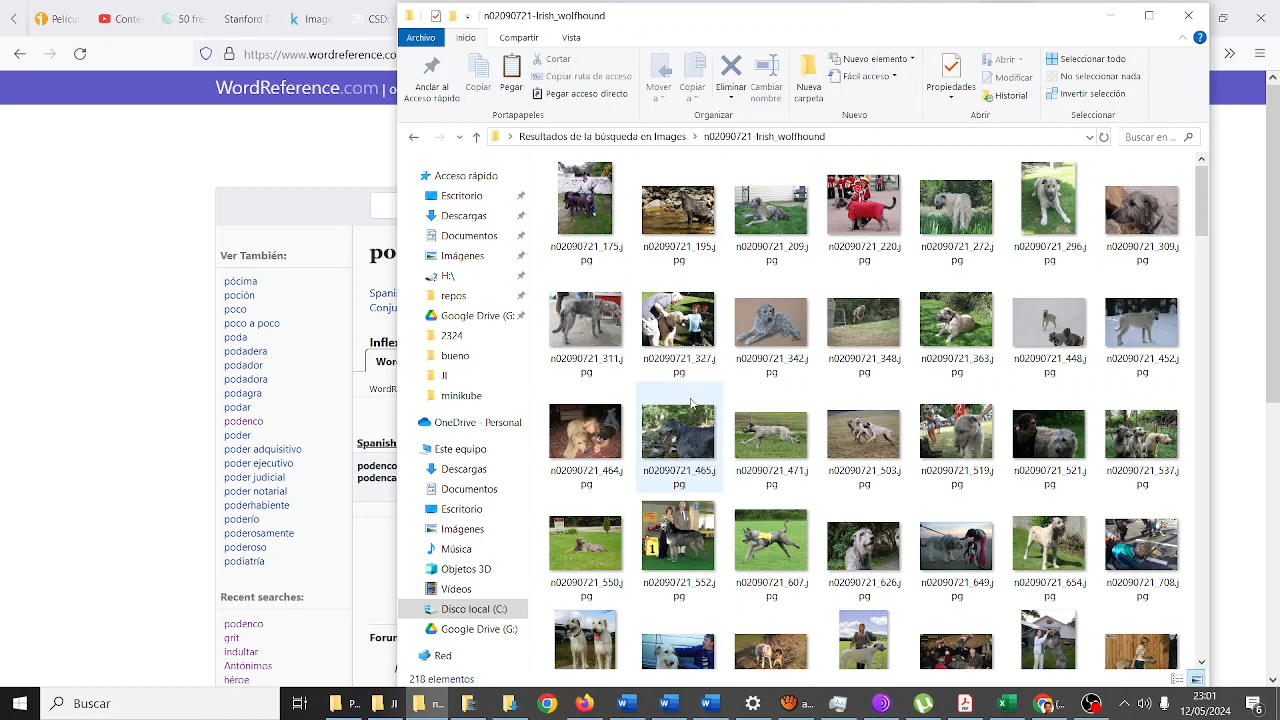 Pelícu
Conte
50 free
Stanford D
Image
CSD:
n02090721-Irish_wolfhound
Archivo Inicio Compartir Vista
https://www.wordreference.co
WordReference.com | o
Anclar al Acceso rápido
Copiar
Pegar
Cortar
Copiar ruta de acceso
Pegar acceso directo
Mover a
Copiar a
Eliminar
Cambiar nombre
Nueva carpeta
Nuevo elemento
Fácil acceso
Propiedades
Abrir
Modificar
Historial
Seleccionar todo
No seleccionar nada
Invertir selección
Portapapeles Organizar Nuevo Abrir Seleccionar
Resultados de la búsqueda en Images > n02090721-Irish_wolfhound
Buscar en ...
Ver También:
pócima
poción
poco
poco a poco
poda
podadera
podador
podadora
podagra
podar
podenco
poder
poder adquisitivo
poder ejecutivo
poder judicial
poder notarial
poderhabiente
poderío
poderosamente
poderoso
podiatría
Recent searches:
podenco
grit
indultar
Antónimos
heroe
Spanis
Conju
Inflex
Wor
WordR
Spanish
podenco
podenca
Forum
Acceso rápido
Escritorio
Descargas
Documentos
Imágenes
H:\
repos
Google Drive (G:
2324
bueno
JI
minikube
OneDrive - Personal
Este equipo
Descargas
Documentos
Escritorio
Imágenes
Música
Objetos 3D
Vídeos
Disco local (C:)
Google Drive (G:)
Red
n02090721_175.jpg n02090721_195.jpg n02090721_209.jpg n02090721_220.jpg n02090721_272.jpg n02090721_296.jpg n02090721_309.jpg
n02090721_311.jpg n02090721_327.jpg n02090721_342.jpg n02090721_348.jpg n02090721_363.jpg n02090721_448.jpg n02090721_452.jpg
n02090721_464.jpg n02090721_465.jpg n02090721_471.jpg n02090721_503.jpg n02090721_519.jpg n02090721_521.jpg n02090721_537.jpg
1
n02090721_550.jpg n02090721_552.jpg n02090721_607.jpg n02090721_626.jpg n02090721_649.jpg n02090721_654.jpg n02090721_708.jpg
218 elementos
Buscar
23:01
12/05/2024
6